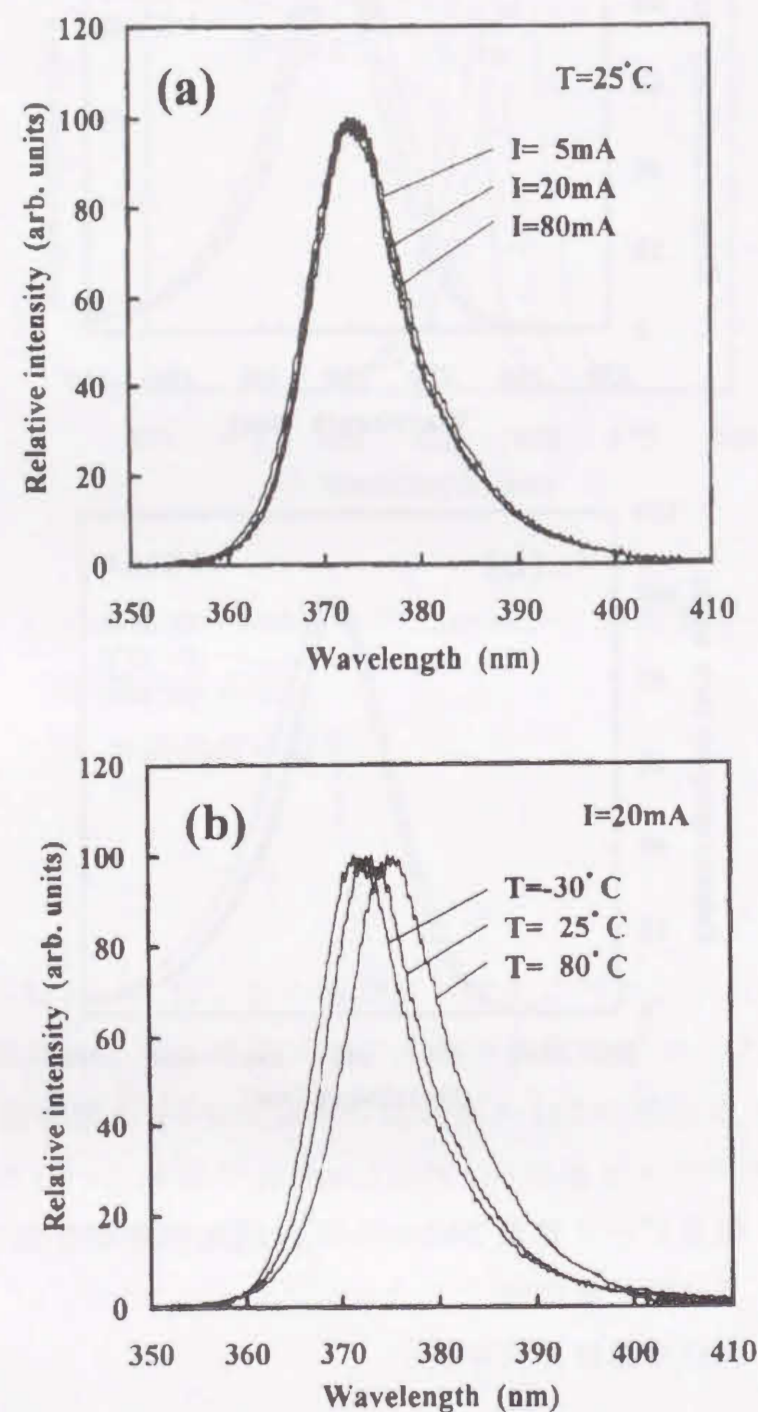 120
100
80
60
40
20
0
Relative intensity (arb. units)
(a)
T=25°C
I= 5mA
I=20mA
I=80mA
350 360 370 380 390 400 410
Wavelength (nm)
120
100
80
60
40
20
0
Relative intensity (arb. units)
(b)
I=20mA
T=-30°C
T= 25°C
T= 80°C
350 360 370 380 390 400 410
Wavelength (nm)